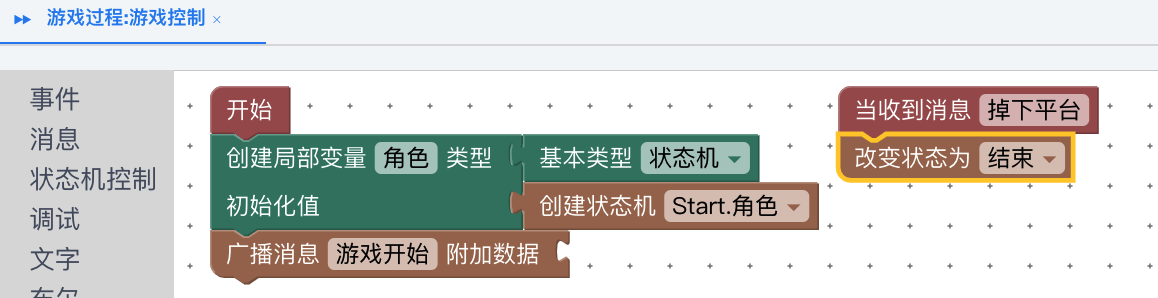 游戏过程:游戏控制 ×
事件
消息
状态机控制
调试
文字
布尔
开始
创建局部变量 角色 类型 基本类型 状态机
初始化值 创建状态机 Start.角色
广播消息 游戏开始 附加数据
当收到消息 掉下平台
改变状态为 结束